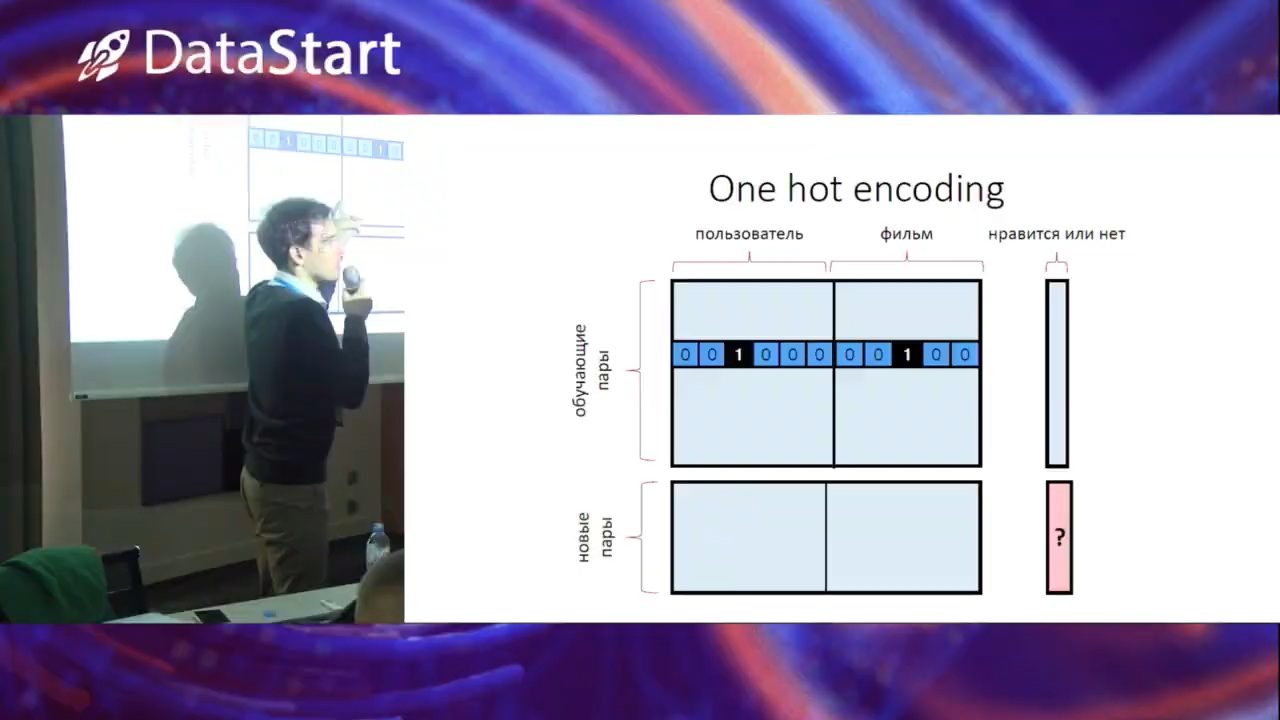 DataStart
One hot encoding
пользователь
фильм
нравится или нет
обучающие
пары
0 0 1 0 0 0 0 0 1 0 0
новые
пары
?